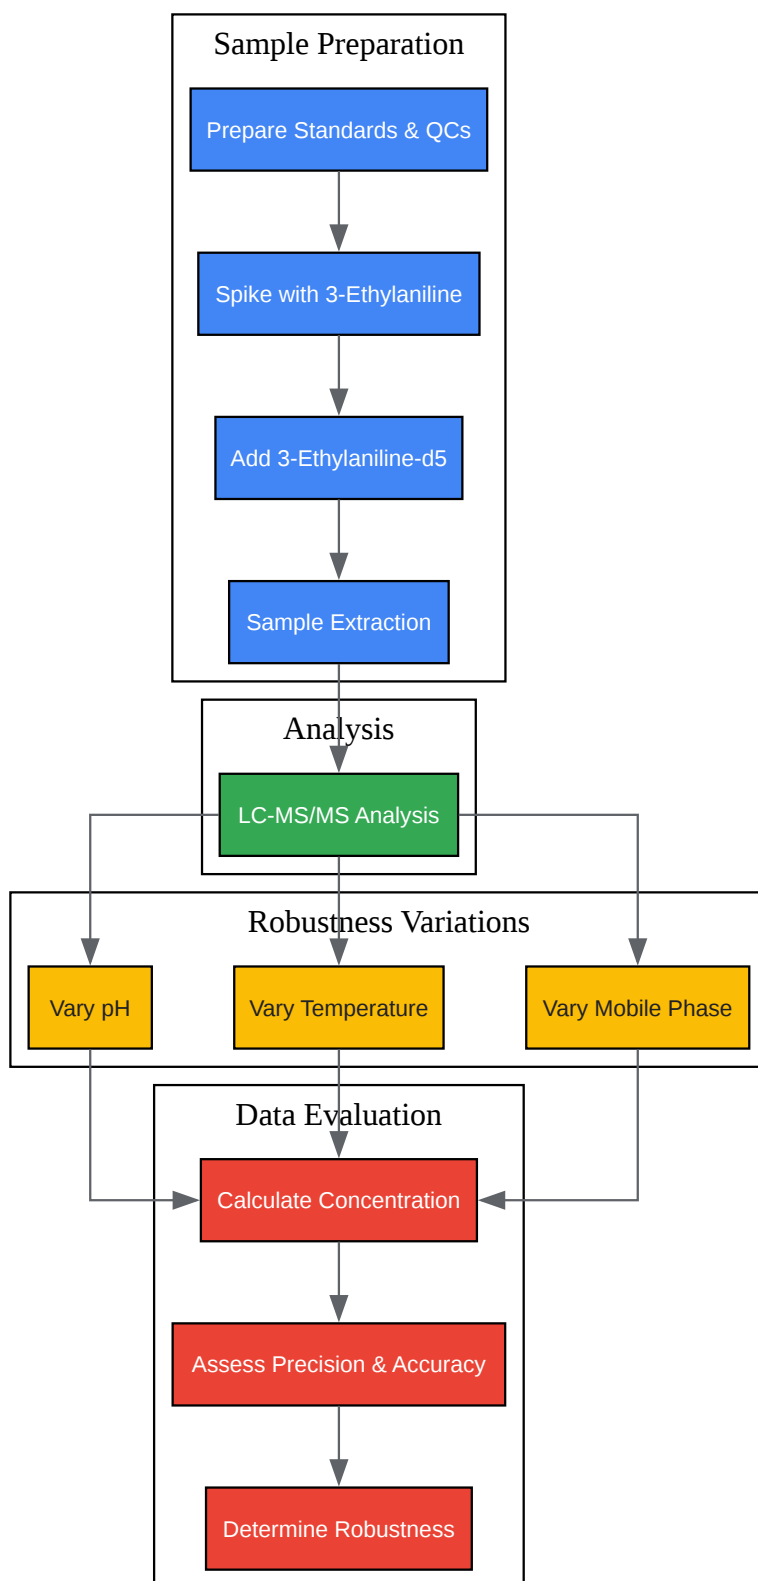 Sample Preparation
Prepare Standards & QCs
Spike with 3-Ethylaniline
Add 3-Ethylaniline-d5
Sample Extraction
Analysis
LC-MS/MS Analysis
Robustness Variations
Vary pH
Vary Temperature
Vary Mobile Phase
Data Evaluation
Calculate Concentration
Assess Precision & Accuracy
Determine Robustness